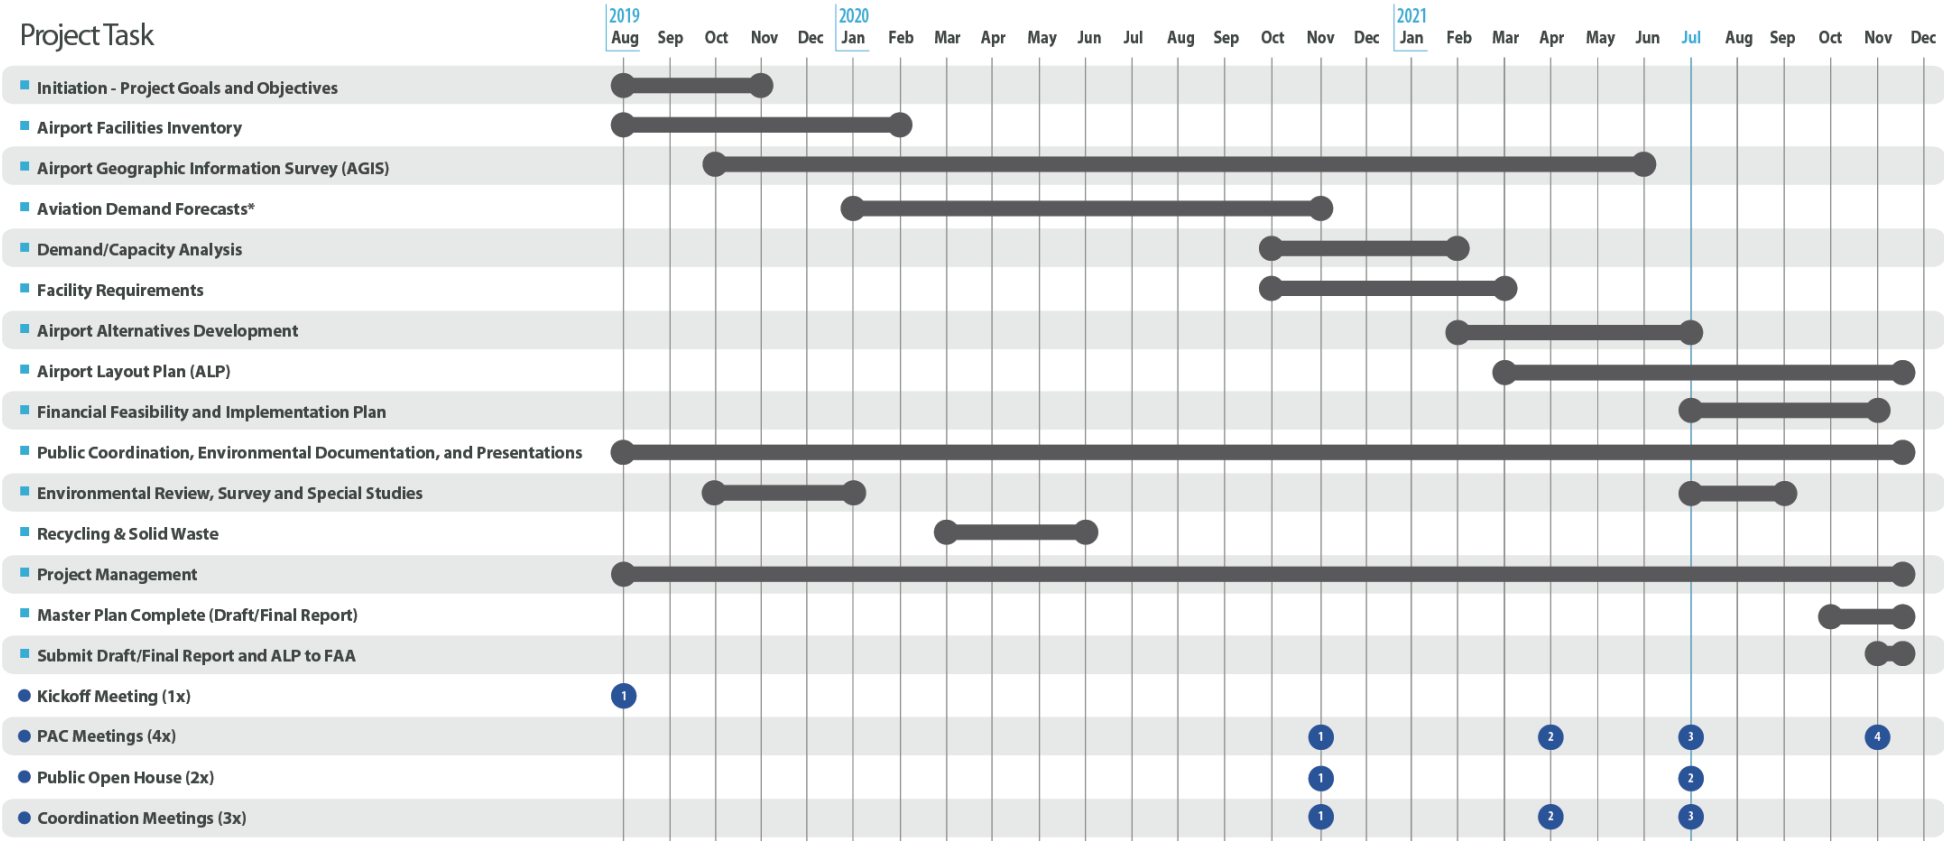 2019 2020 2021
Project Task Aug Sep Oct Nov Dec Jan Feb Mar Apr May Jun Jul Aug Sep Oct Nov Dec Jan Feb Mar Apr May Jun Jul Aug Sep Oct Nov Dec
Initiation - Project Goals and Objectives
Airport Facilities Inventory
Airport Geographic Information Survey (AGIS)
Aviation Demand Forecasts*
Demand/Capacity Analysis
Facility Requirements
Airport Alternatives Development
Airport Layout Plan (ALP)
Financial Feasibility and Implementation Plan
Public Coordination, Environmental Documentation, and Presentations
Environmental Review, Survey and Special Studies
Recycling & Solid Waste
Project Management
Master Plan Complete (Draft/Final Report)
Submit Draft/Final Report and ALP to FAA
Kickoff Meeting (1x) 1
PAC Meetings (4x) 1 2 3 4
Public Open House (2x) 1 2
Coordination Meetings (3x) 1 2 3